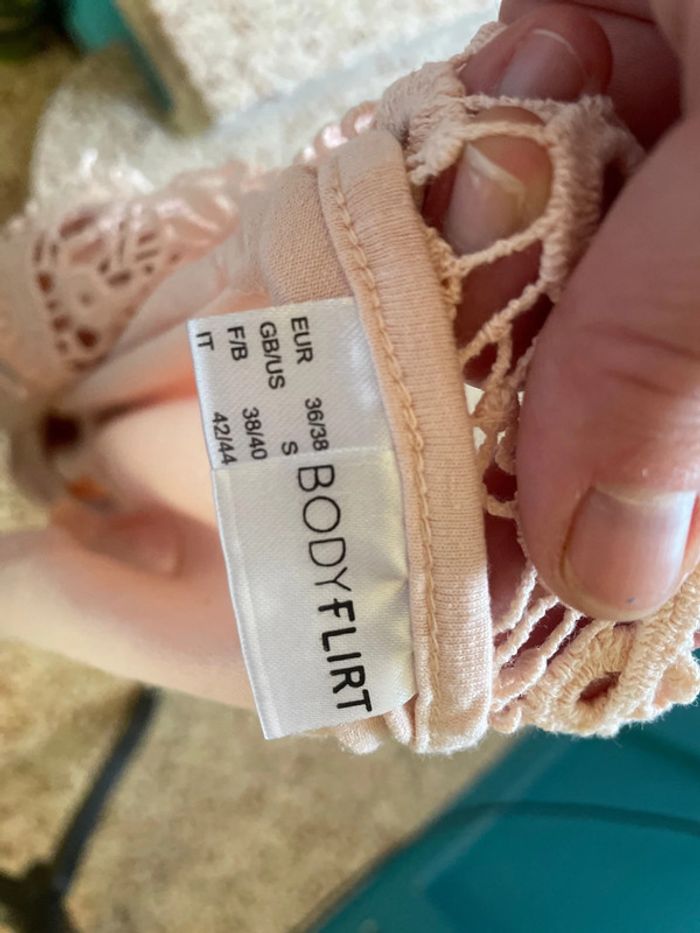 EUR 36/38
GB/US S
F/B 38/40
IT 42/44
BODYFLIRT